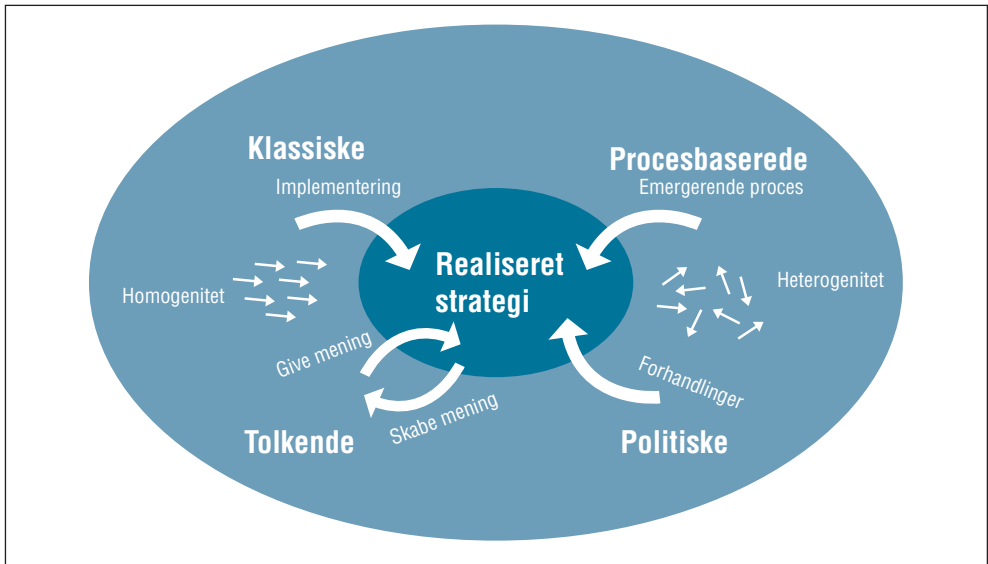 Klassiske
Implementering
Procesbaserede
Emergerende proces
Realiseret
strategi
Homogenitet
Heterogenitet
Give mening
Skabe mening
Forhandlinger
Tolkende
Politiske